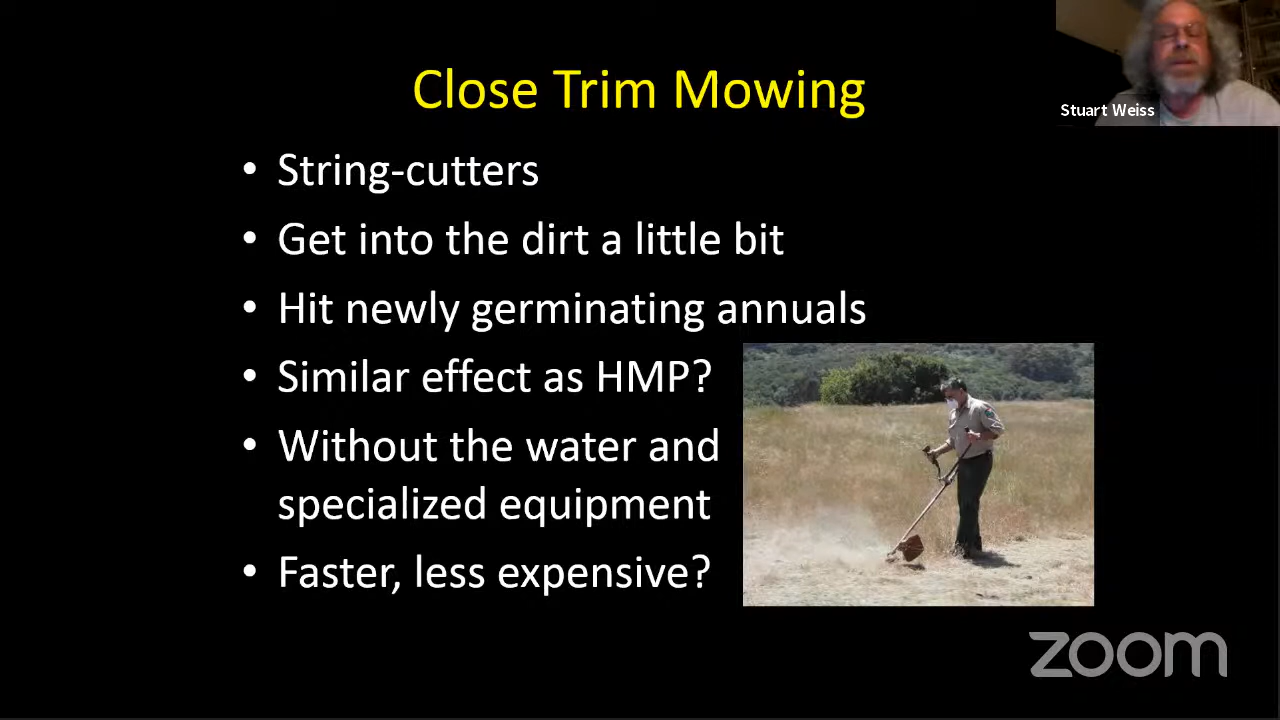 Close Trim Mowing
Stuart Weiss
• String-cutters
• Get into the dirt a little bit
• Hit newly germinating annuals
• Similar effect as HMP?
• Without the water and
specialized equipment
• Faster, less expensive?
zoom